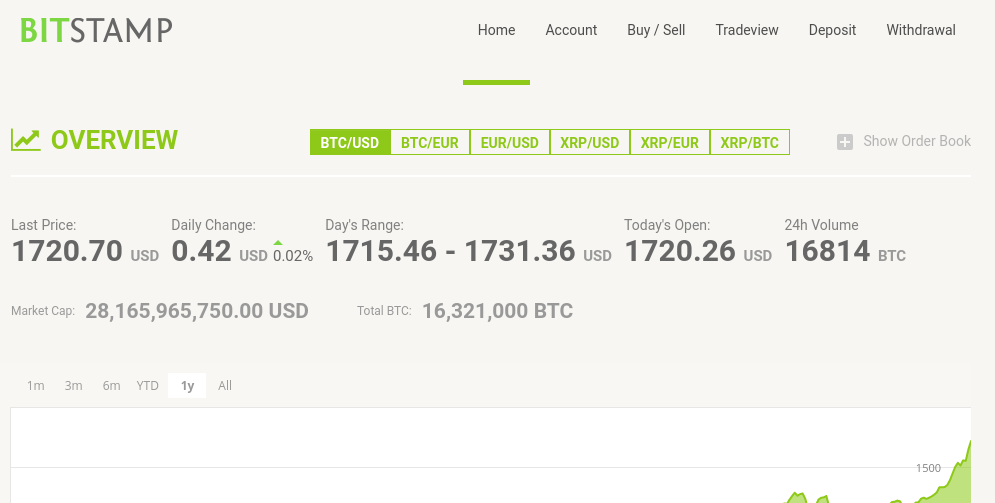 BITSTAMP
Home Account Buy / Sell Tradeview Deposit Withdrawal
OVERVIEW BTC/USD BTC/EUR EUR/USD XRP/USD XRP/EUR XRP/BTC Show Order Book
Last Price: Daily Change: Day's Range: Today's Open: 24h Volume
1720.70 USD 0.42 USD 0.02% 1715.46 - 1731.36 USD 1720.26 USD 16814 BTC
Market Cap: 28,165,965,750.00 USD Total BTC: 16,321,000 BTC
1m 3m 6m YTD 1y All
1500